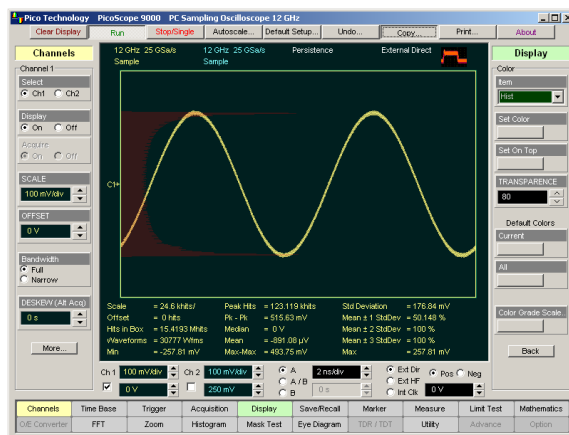 Pico Technology PicoScope 9000 PC Sampling Oscilloscope 12 GHz
Clear Display Run Stop/Single Autoscale... Default Setup... Undo... Copy... Print... About
Channels
Channel 1
Select
Ch1 Ch2
Display
On Off
Acquire
On Off
SCALE
100 mV/div
OFFSET
0 V
Bandwidth
Full
Narrow
DESKEW (Alt Acq)
0 s
More...
12 GHz 25 GSa/s 12 GHz 25 GSa/s Persistence External Direct
Sample Sample
C1+
Scale = 24.6 khits/ Peak Hits = 123.119 khits Std Deviation = 176.84 mV
Offset = 0 hits Pk - Pk = 515.63 mV Mean ± 1 StdDev = 50.148 %
Hits in Box = 15.4193 Mhits Median = 0 V Mean ± 2 StdDev = 100 %
Waveforms = 30777 Wfms Mean = -891.08 µV Mean ± 3 StdDev = 100 %
Min = -257.81 mV Max-Max = 493.75 mV Max = 257.81 mV
Ch 1 100 mV/div Ch 2 100 mV/div A 2 ns/div Ext Dir Pos Neg
A / B Ext HF
0 V 250 mV B 0 s Int Clk 0 V
Display
Color
Item
Hist
Set Color
Set On Top
TRANSPARENCE
80
Default Colors
Current
All
Color Grade Scale...
Back
Channels Time Base Trigger Acquisition Display Save/Recall Marker Measure Limit Test Mathematics
O/E Converter FFT Zoom Histogram Mask Test Eye Diagram TDR / TDT Utility Advance Option